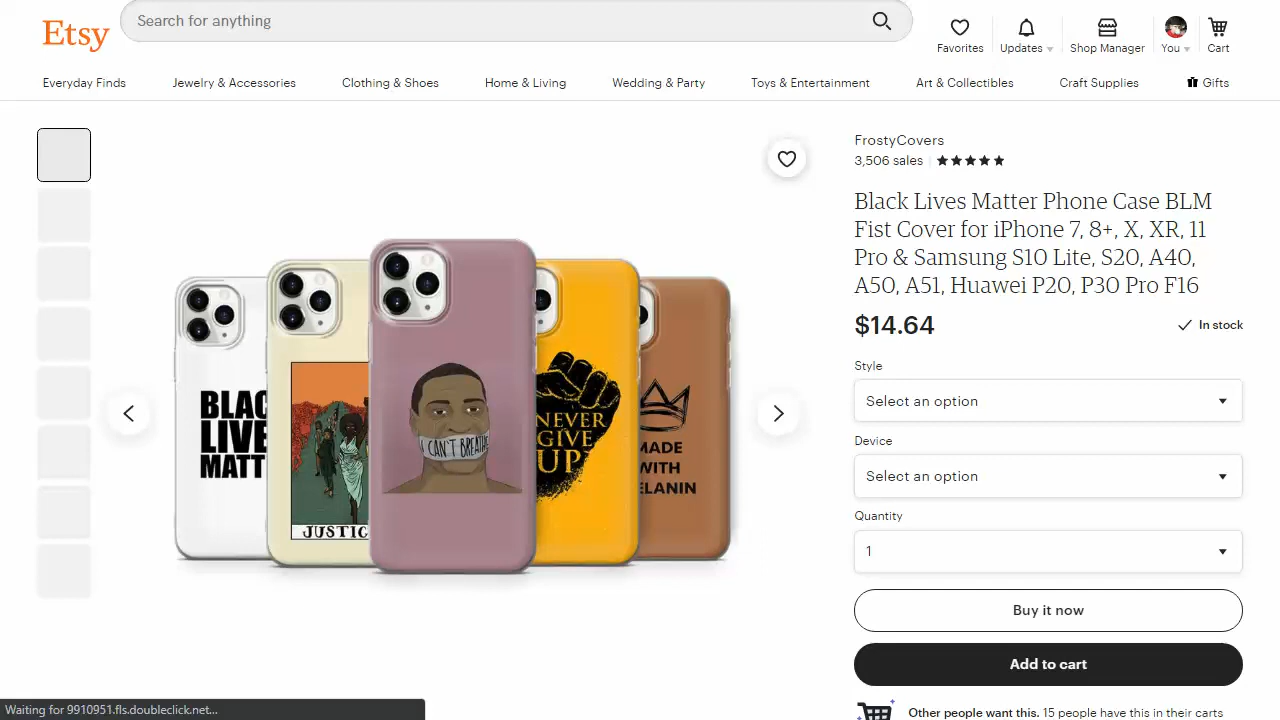 Etsy
Search for anything
Favorites
Updates
Shop Manager
You
Cart
Everyday Finds
Jewelry & Accessories
Clothing & Shoes
Home & Living
Wedding & Party
Toys & Entertainment
Art & Collectibles
Craft Supplies
Gifts
FrostyCovers
3,506 sales
Black Lives Matter Phone Case BLM
Fist Cover for iPhone 7, 8+, X, XR, 11
Pro & Samsung S10 Lite, S20, A40,
A50, A51, Huawei P20, P30 Pro F16
$14.64
In stock
Style
Select an option
Device
Select an option
Quantity
1
Buy it now
Add to cart
Other people want this. 15 people have this in their carts
BLAC
LIVE
MATT
JUSTIC
I CAN'T BREATHE
NEVER
GIVE
UP
MADE
WITH
ELANIN
Waiting for 9910951.fls.doubleclick.net...